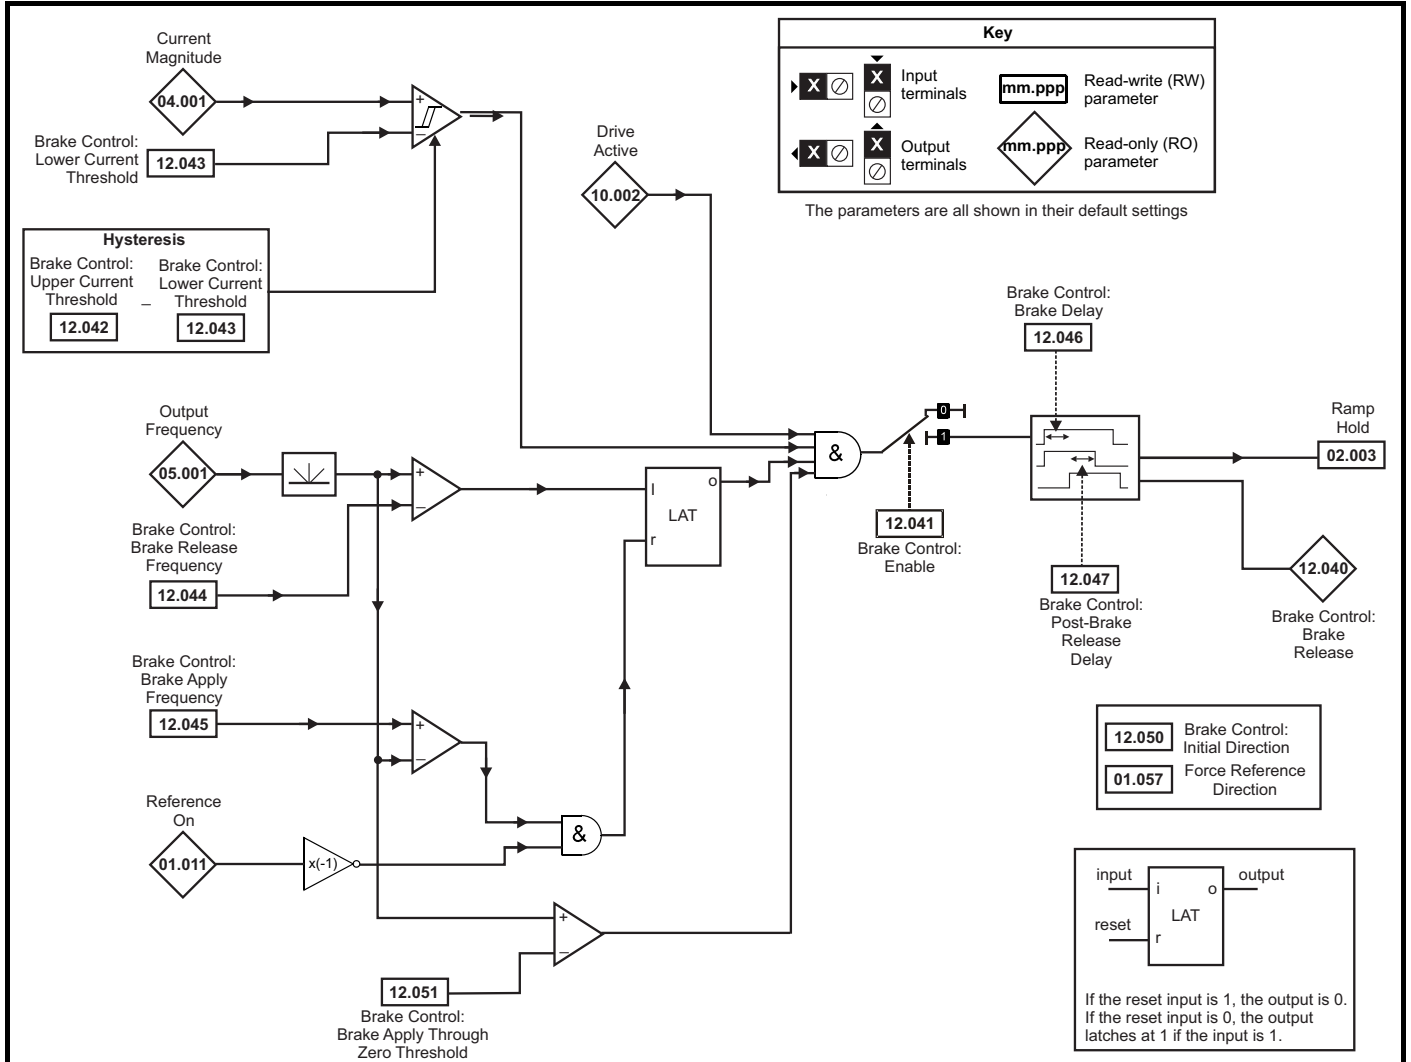 Current
Magnitude
04.001
Brake Control:
Lower Current
Threshold
12.043
+
–
Hysteresis
Brake Control:
Upper Current
Threshold
12.042
–
Brake Control:
Lower Current
Threshold
12.043
Drive
Active
10.002
Key
X
X
Input
terminals
mm.ppp
Read-write (RW)
parameter
X
X
Output
terminals
mm.ppp
Read-only (RO)
parameter
The parameters are all shown in their default settings
Output
Frequency
05.001
+
–
Brake Control:
Brake Release
Frequency
12.044
I
o
LAT
r
&
0
1
12.041
Brake Control:
Enable
Brake Control:
Brake Delay
12.046
12.047
Brake Control:
Post-Brake
Release
Delay
Ramp
Hold
02.003
12.040
Brake Control:
Brake
Release
Brake Control:
Brake Apply
Frequency
12.045
+
–
Reference
On
01.011
x(-1)
&
+
–
12.051
Brake Control:
Brake Apply Through
Zero Threshold
12.050
Brake Control:
Initial Direction
01.057
Force Reference
Direction
input
i
o
output
LAT
reset
r
If the reset input is 1, the output is 0.
If the reset input is 0, the output
latches at 1 if the input is 1.